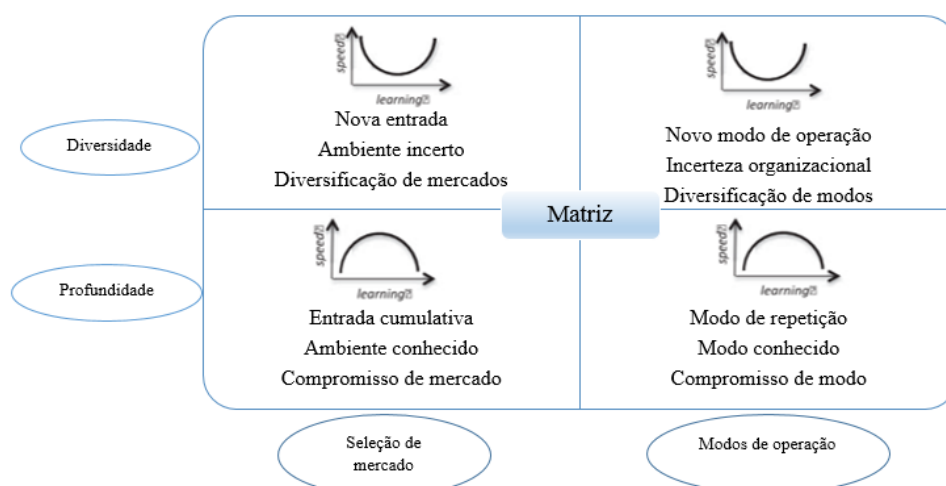 speed
learning
Nova entrada
Ambiente incerto
Diversificação de mercados
speed
learning
Novo modo de operação
Incerteza organizacional
Diversificação de modos
Diversidade
Matriz
speed
learning
Entrada cumulativa
Ambiente conhecido
Compromisso de mercado
speed
learning
Modo de repetição
Modo conhecido
Compromisso de modo
Profundidade
Seleção de
mercado
Modos de operação